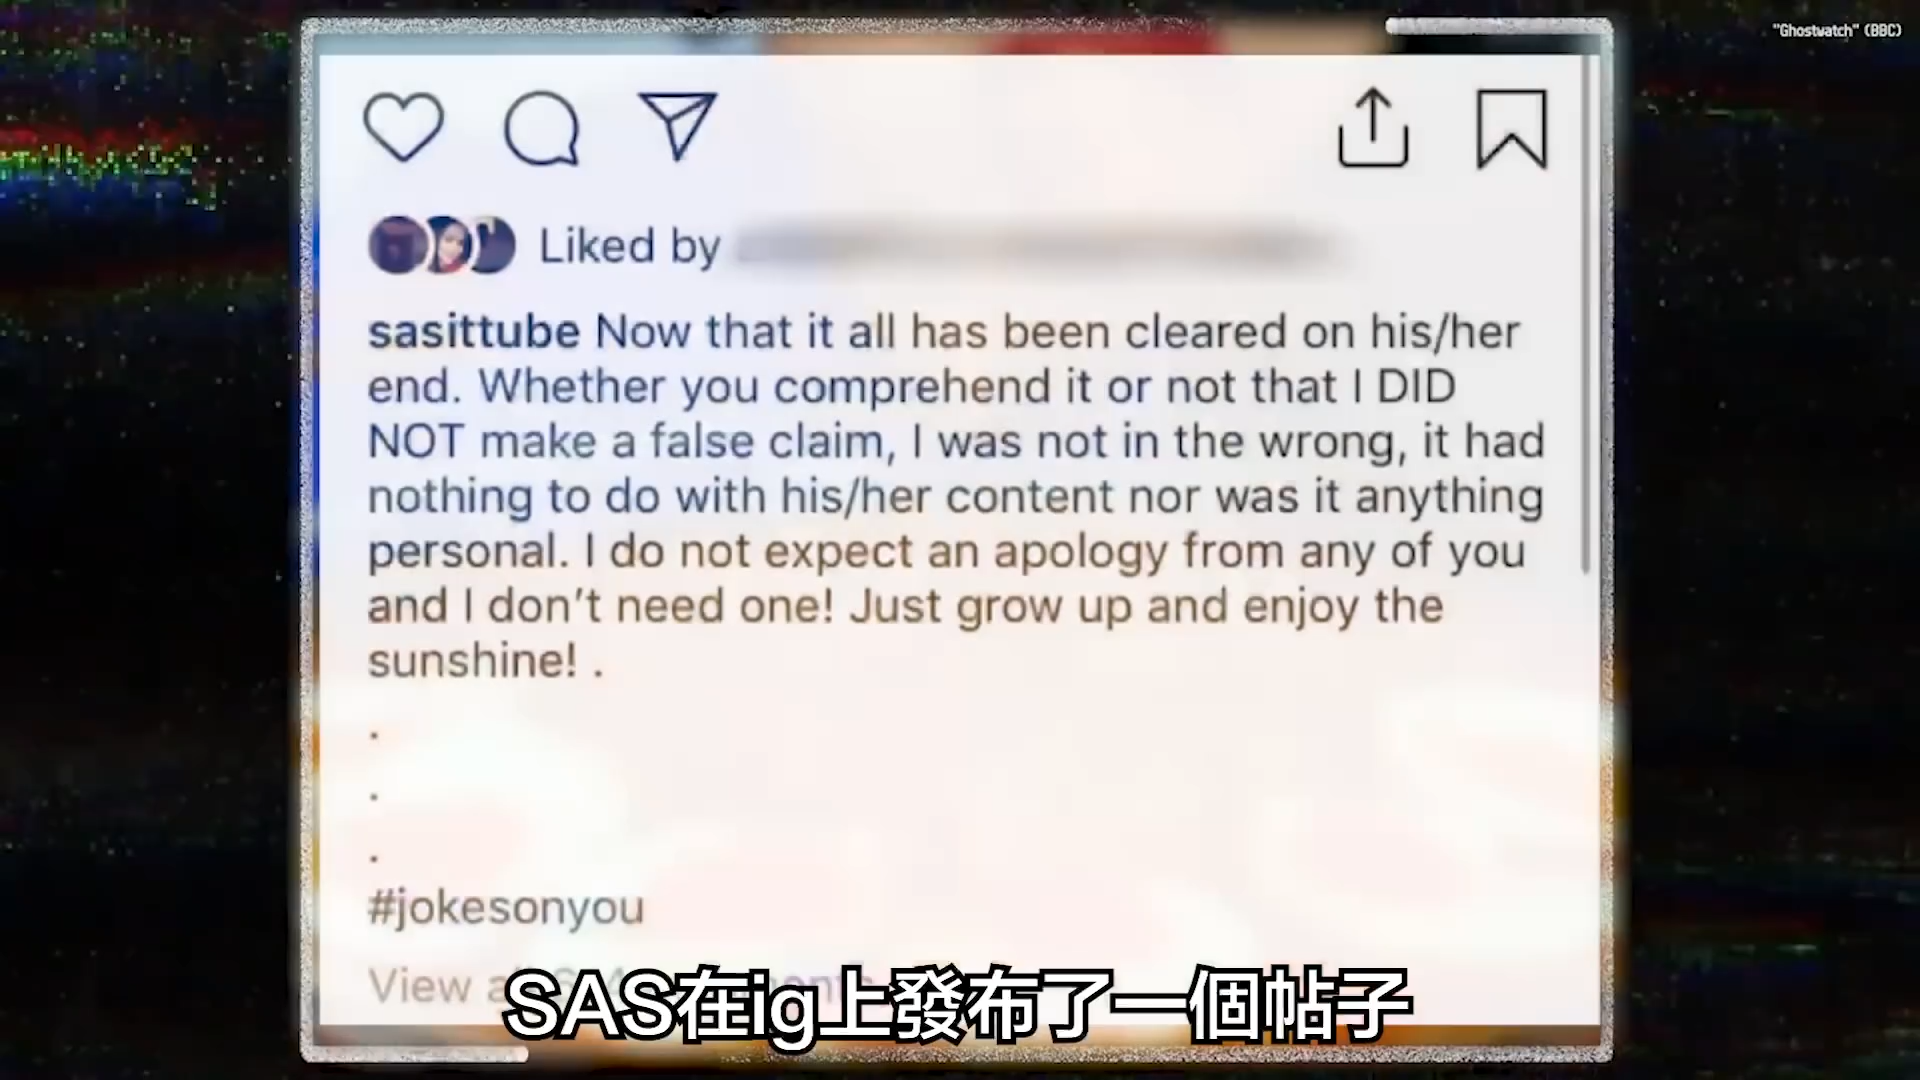 "Ghostwatch" (BBC)
Liked by
sasittube Now that it all has been cleared on his/her
end. Whether you comprehend it or not that I DID
NOT make a false claim, I was not in the wrong, it had
nothing to do with his/her content nor was it anything
personal. I do not expect an apology from any of you
and I don't need one! Just grow up and enjoy the
sunshine! .
.
.
.
#jokesonyou
View
SAS在ig上發布了一個帖子